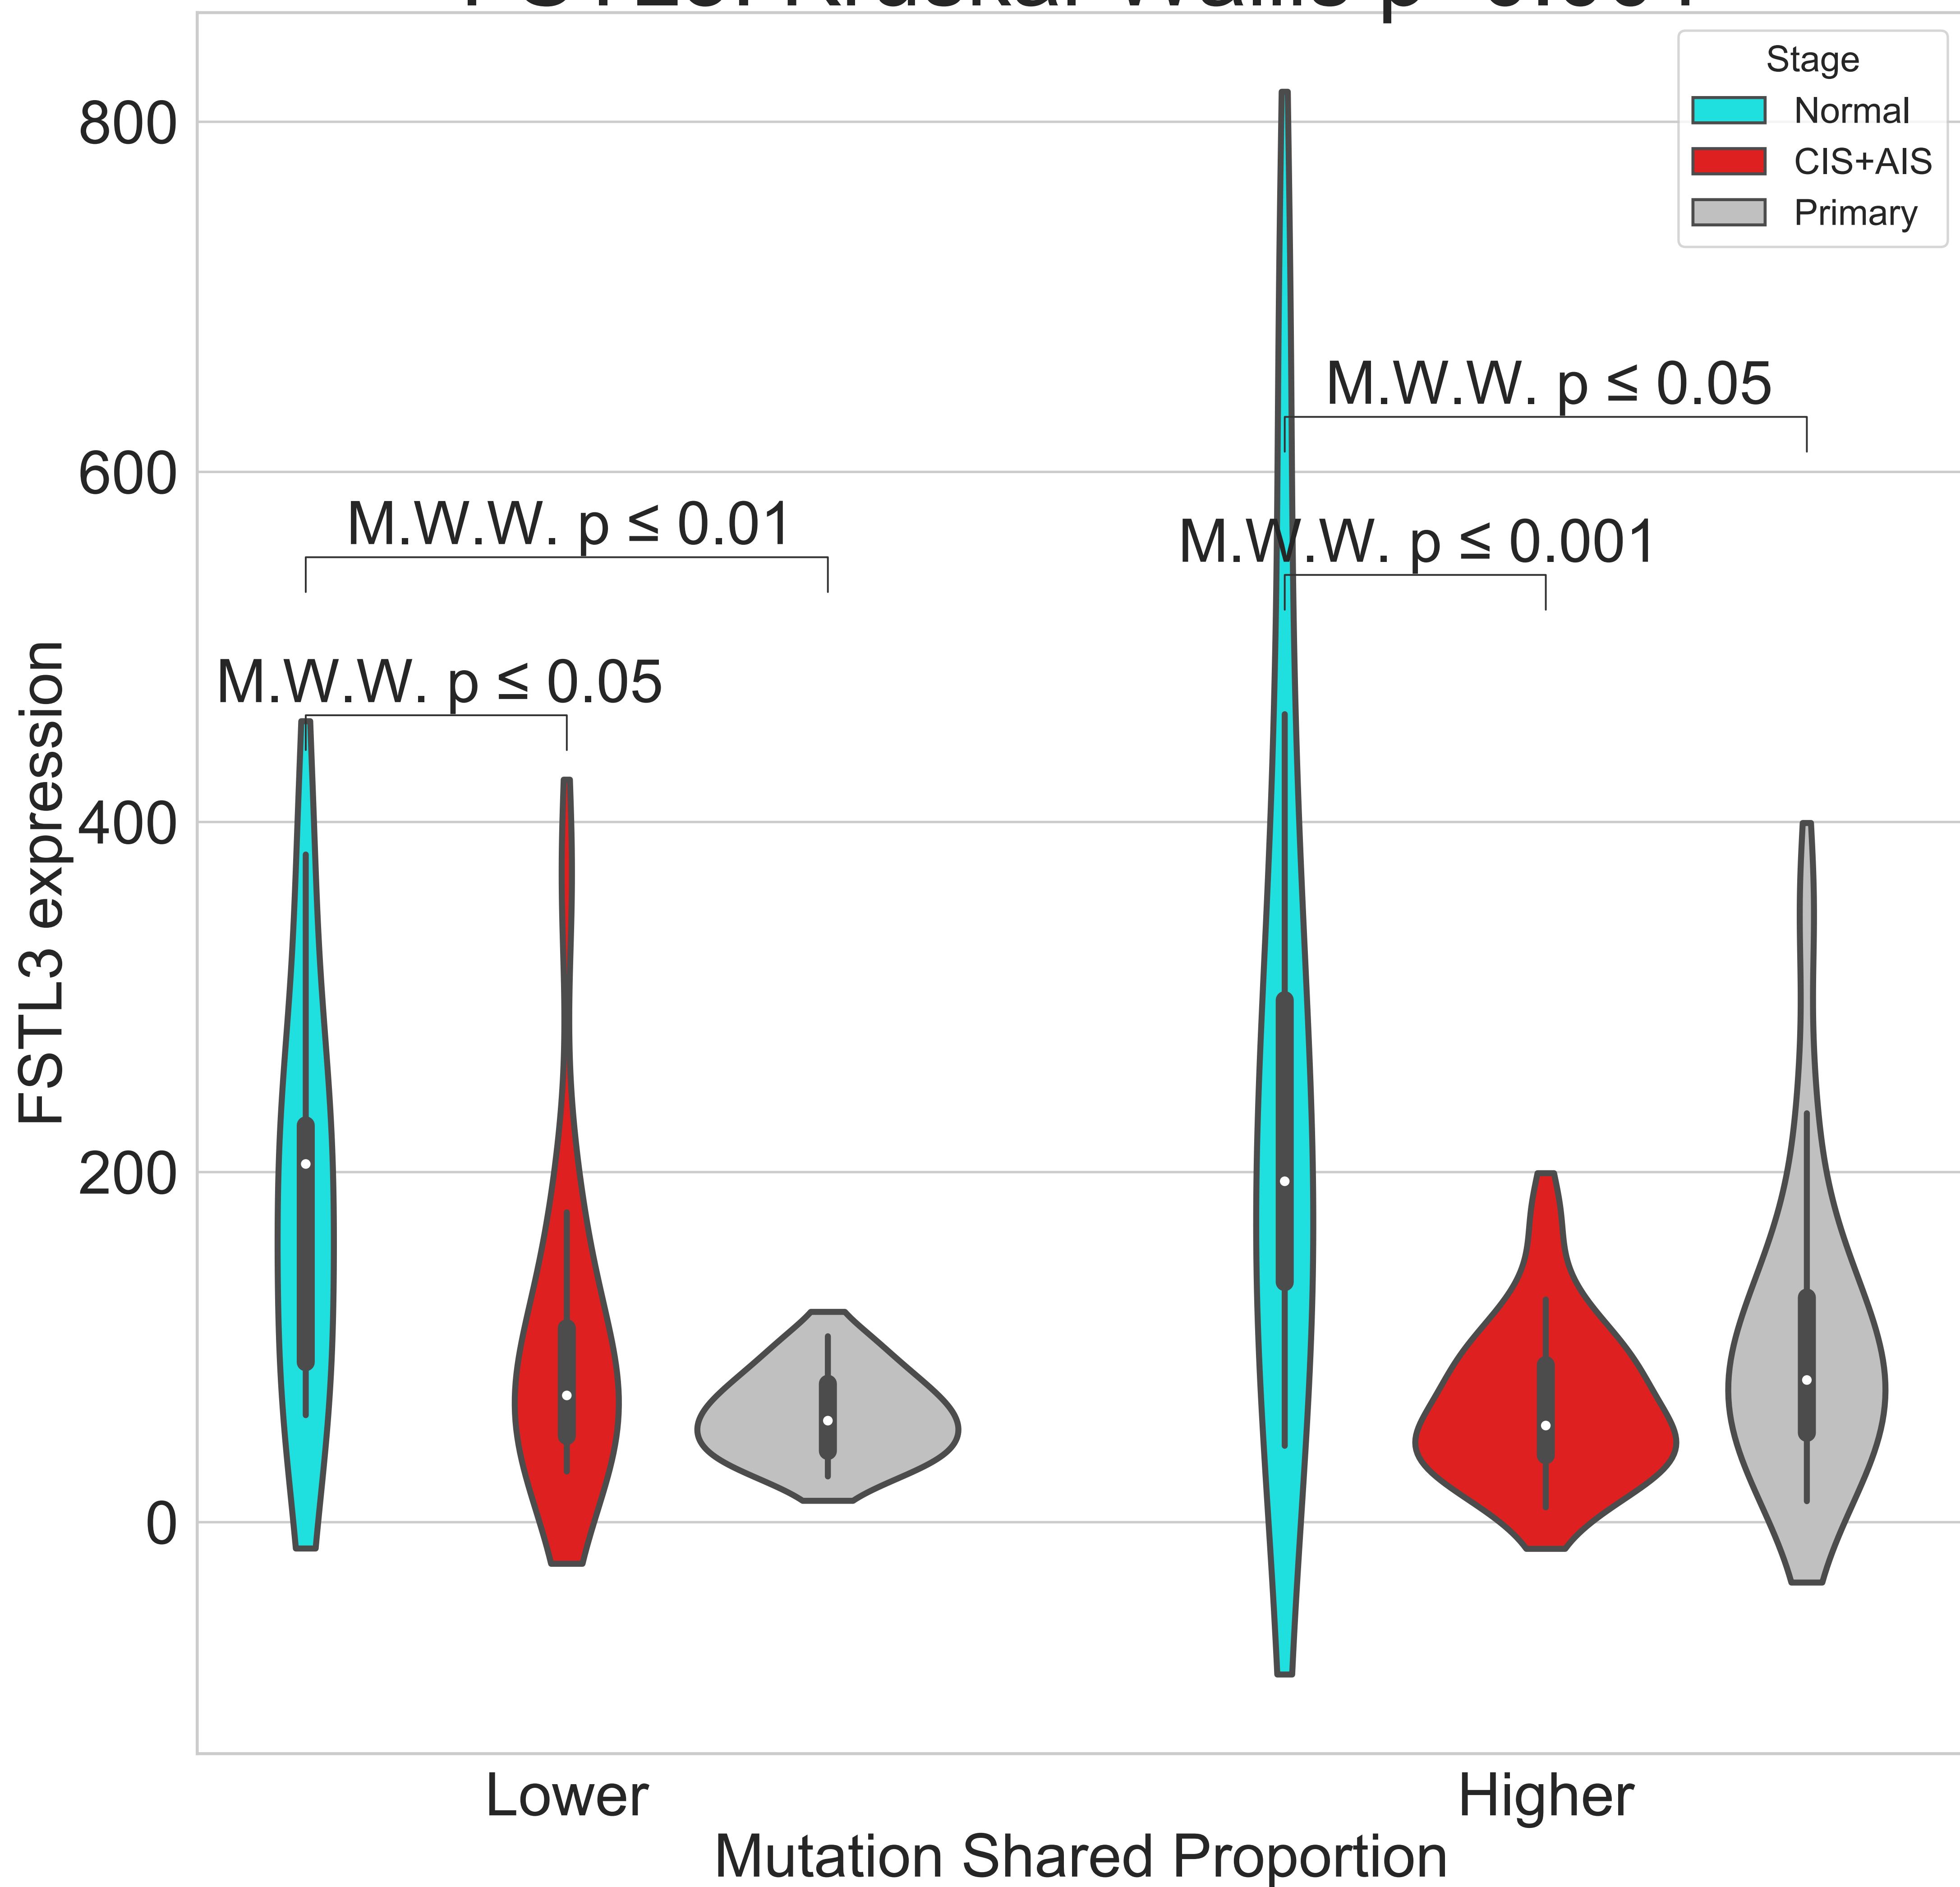 Stage
Normal
CIS+AIS
Primary
800
600
400
200
0
M.W.W. p ≤ 0.05
M.W.W. p ≤ 0.01
M.W.W. p ≤ 0.001
M.W.W. p ≤ 0.05
FSTL3 expression
Lower
Higher
Mutation Shared Proportion